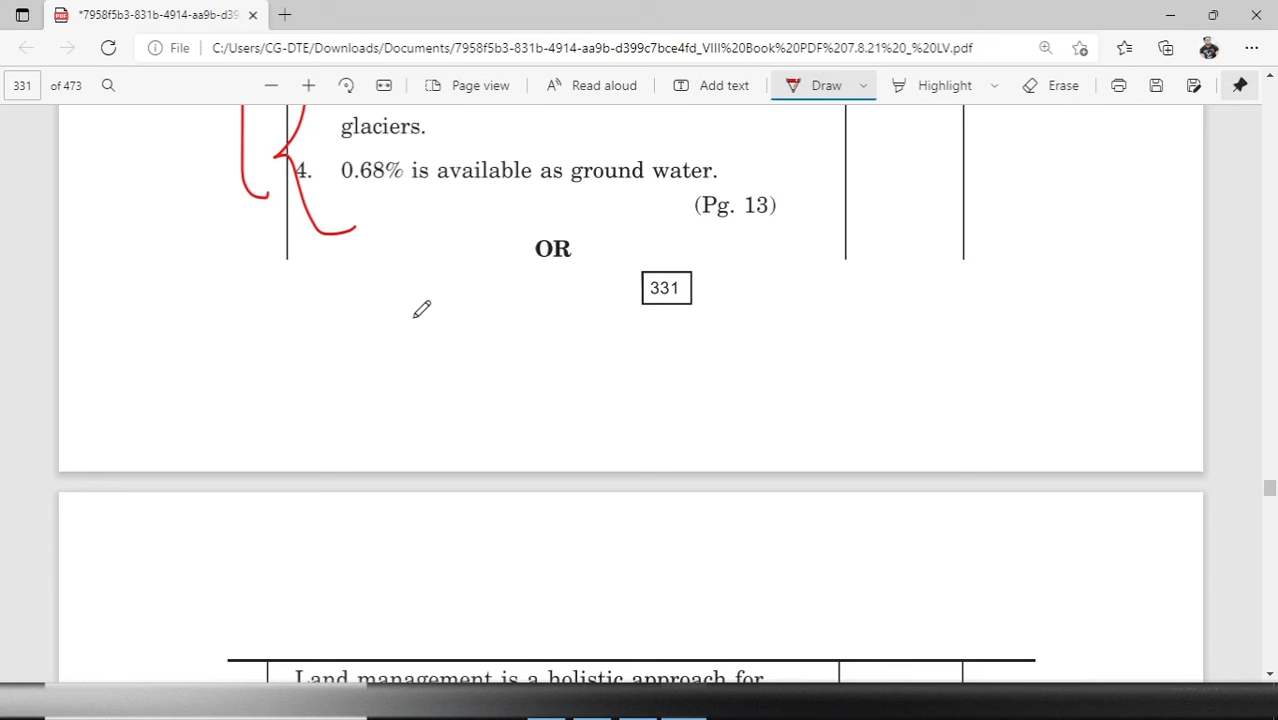 *7958f5b3-831b-4914-aa9b-d39
File
C:/Users/CG-DTE/Downloads/Documents/7958f5b3-831b-4914-aa9b-d399c7bce4fd_VIII%20Book%20PDF%207.8.21%20_%20LV.pdf
331 of 473
Page view
Read aloud
Add text
Draw
Highlight
Erase
glaciers.
4. 0.68% is available as ground water.
(Pg. 13)
OR
331
Land management is a holistic approach for